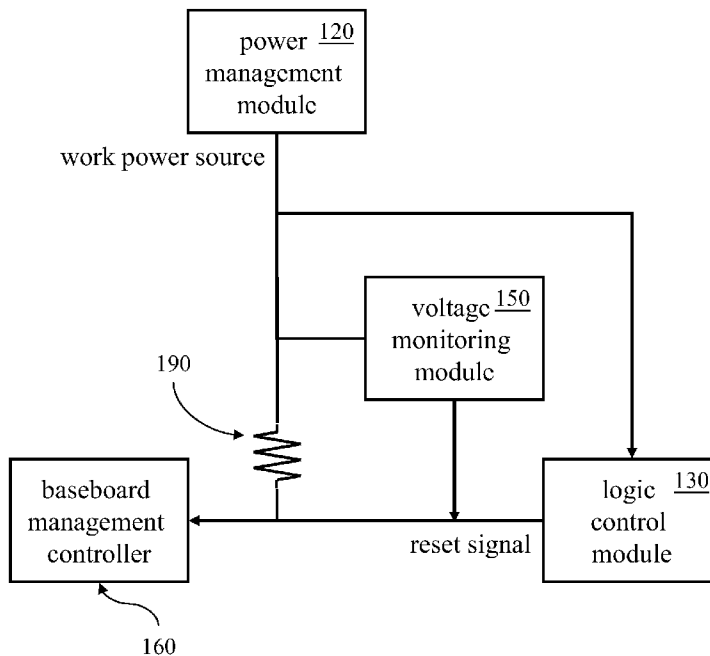 power 120
management
module
work power source
voltage 150
monitoring
module
190
baseboard
management
controller
logic 130
control
module
reset signal
160